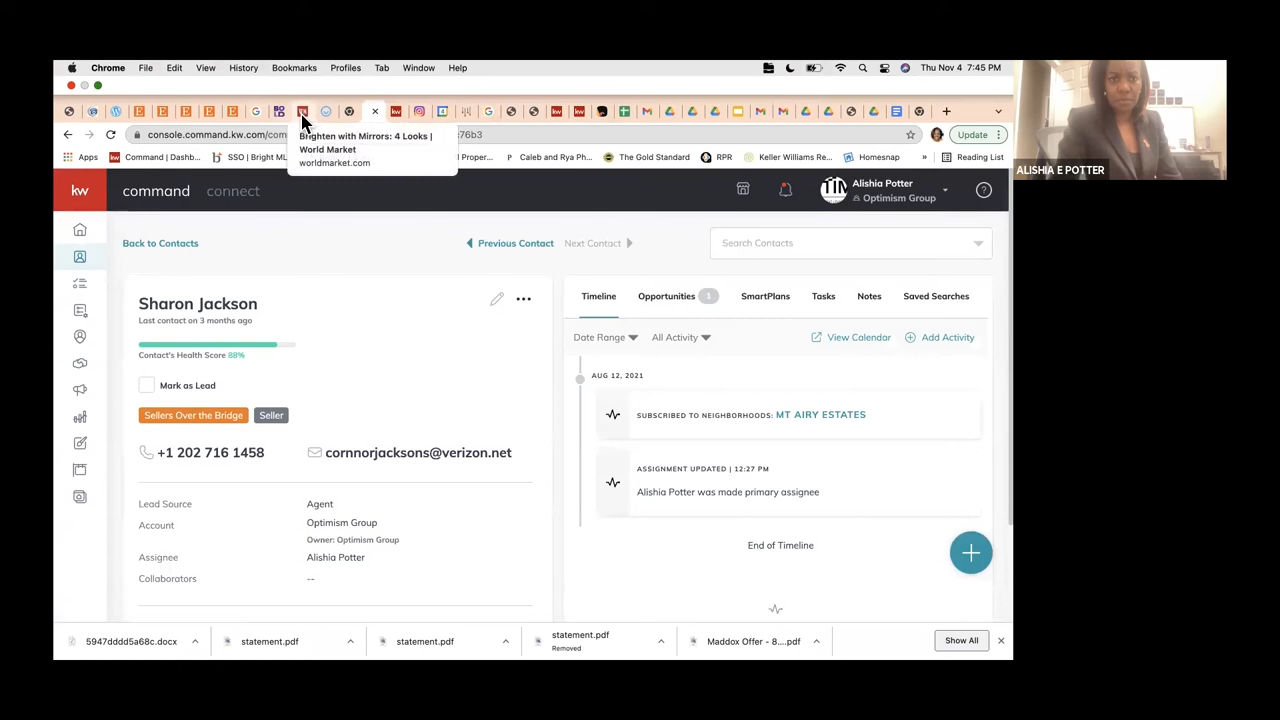 Chrome File Edit View History Bookmarks Profiles Tab Window Help Thu Nov 4 7:45 PM
console.command.kw.com/com 76b3 Update
Brighten with Mirrors: 4 Looks |
World Market
worldmarket.com
Apps Command | Dashb... SSO | Bright ML l Proper... Caleb and Rya Ph... The Gold Standard RPR Keller Williams Re... Homesnap » Reading List
kw command connect
Alishia Potter
Optimism Group
ALISHIA E POTTER
Back to Contacts Previous Contact Next Contact Search Contacts
Sharon Jackson
Last contact on 3 months ago
Contact's Health Score 88%
Mark as Lead
Sellers Over the Bridge Seller
+1 202 716 1458 cornnorjacksons@verizon.net
Lead Source Agent
Account Optimism Group
Owner: Optimism Group
Assignee Alishia Potter
Collaborators --
Timeline Opportunities 1 SmartPlans Tasks Notes Saved Searches
Date Range All Activity View Calendar Add Activity
AUG 12, 2021
SUBSCRIBED TO NEIGHBORHOODS: MT AIRY ESTATES
ASSIGNMENT UPDATED | 12:27 PM
Alishia Potter was made primary assignee
End of Timeline
5947dddd5a68c.docx statement.pdf statement.pdf statement.pdf Maddox Offer - 8....pdf Show All
Removed